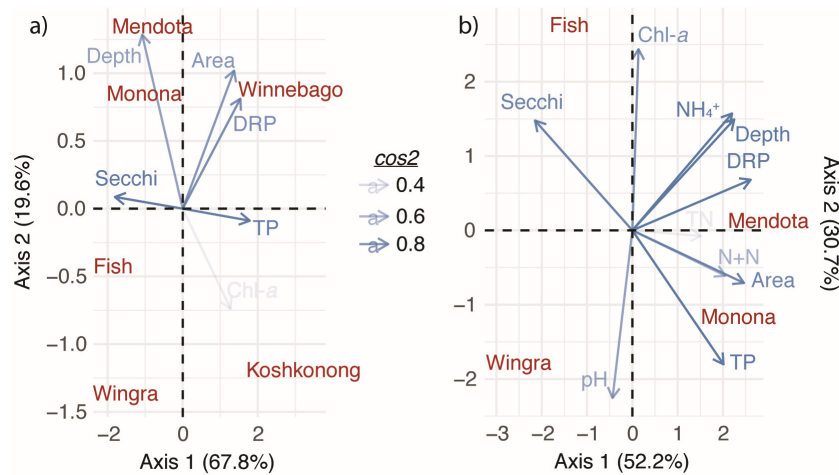 a)
Mendota
Depth
Area
Monona
Winnebago
DRP
Secchi
TP
Fish
Chl-a
Koshkonong
Wingra
1.0
0.5
0.0
−0.5
−1.0
−1.5
Axis 2 (19.6%)
−2
0
2
Axis 1 (67.8%)
cos2
a 0.4
a 0.6
a 0.8
b)
Fish
Chl-a
Secchi
NH₄⁺
Depth
DRP
TN
Mendota
N+N
Area
Monona
Wingra
TP
pH
2
1
0
−1
−2
Axis 2 (30.7%)
−3
−2
−1
0
1
2
Axis 1 (52.2%)